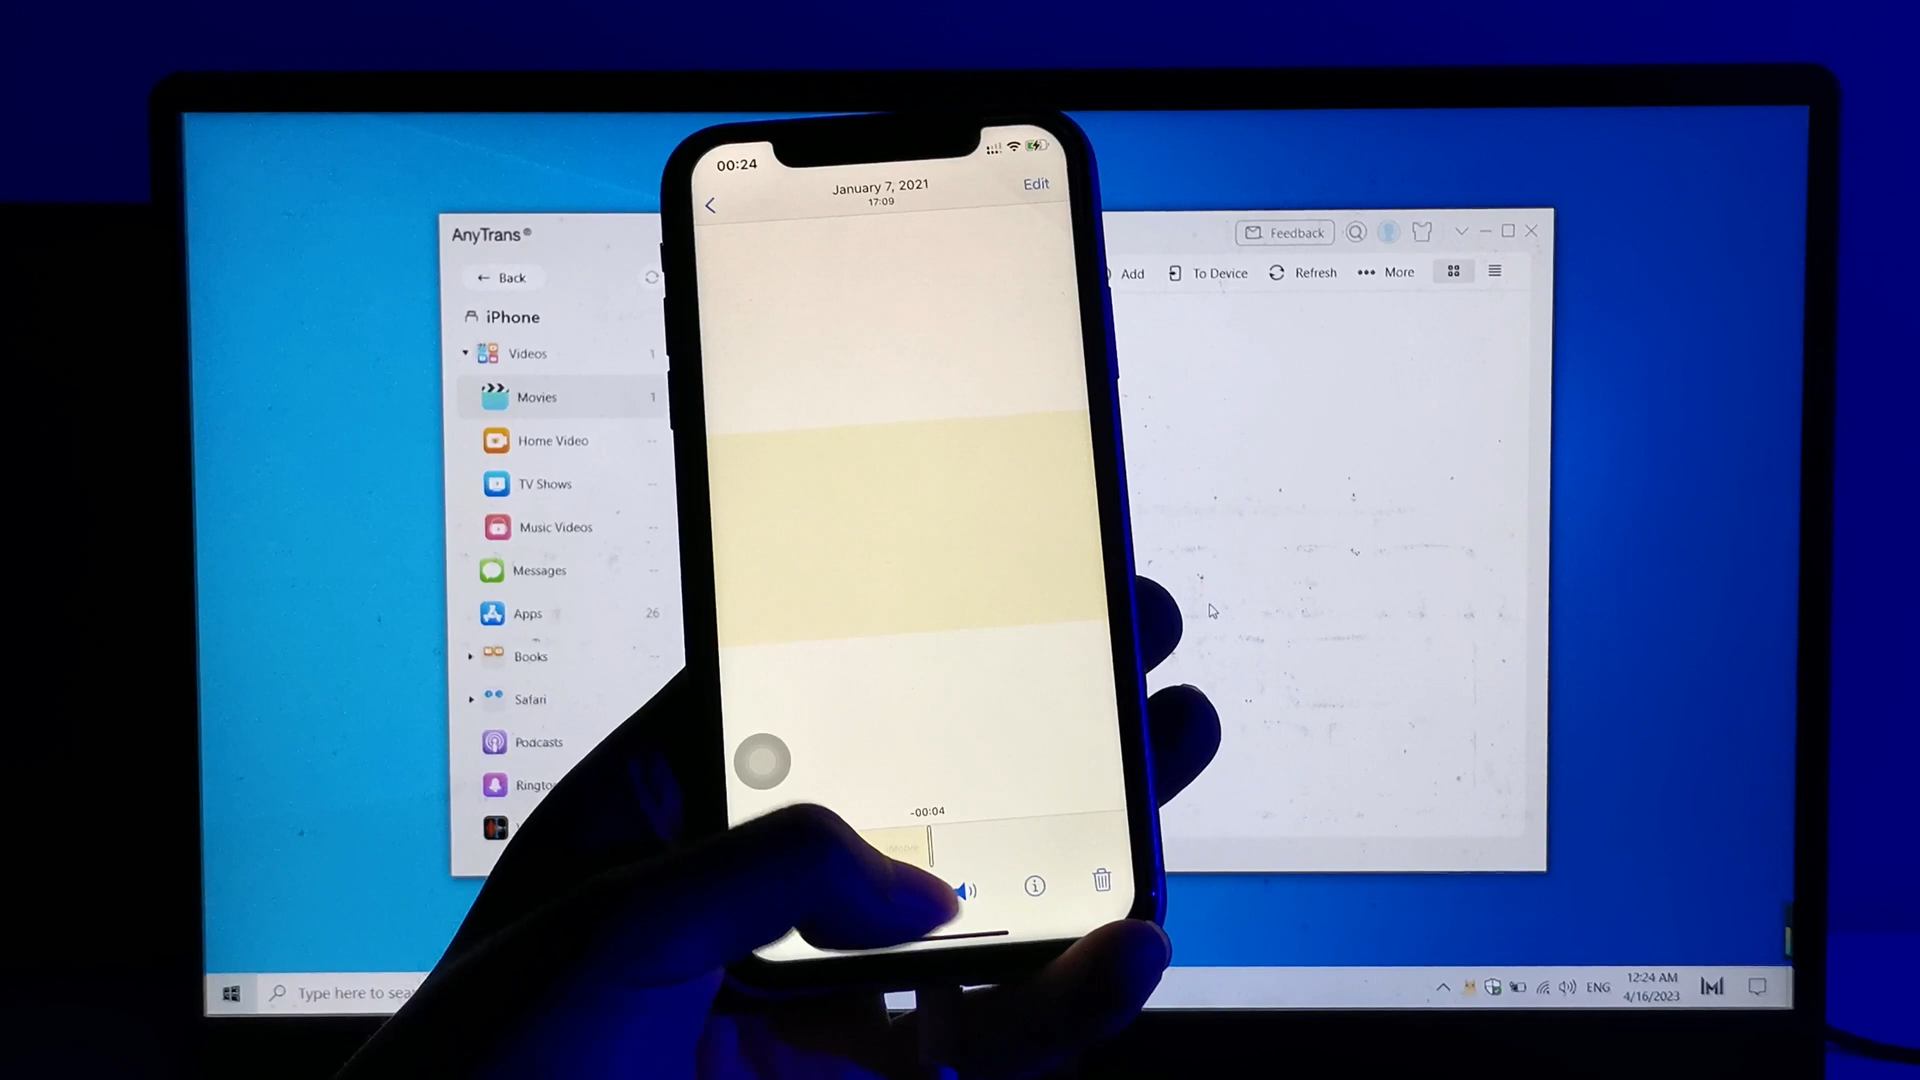 00:24
January 7, 2021
17:09
Edit
-00:04
iMovie
AnyTrans®
Back
iPhone
Videos 1
Movies 1
Home Video --
TV Shows --
Music Videos --
Messages --
Apps 26
Books --
Safari
Podcasts
Ringto
Feedback
Add
To Device
Refresh
More
Type here to sea
ENG
12:24 AM
4/16/2023